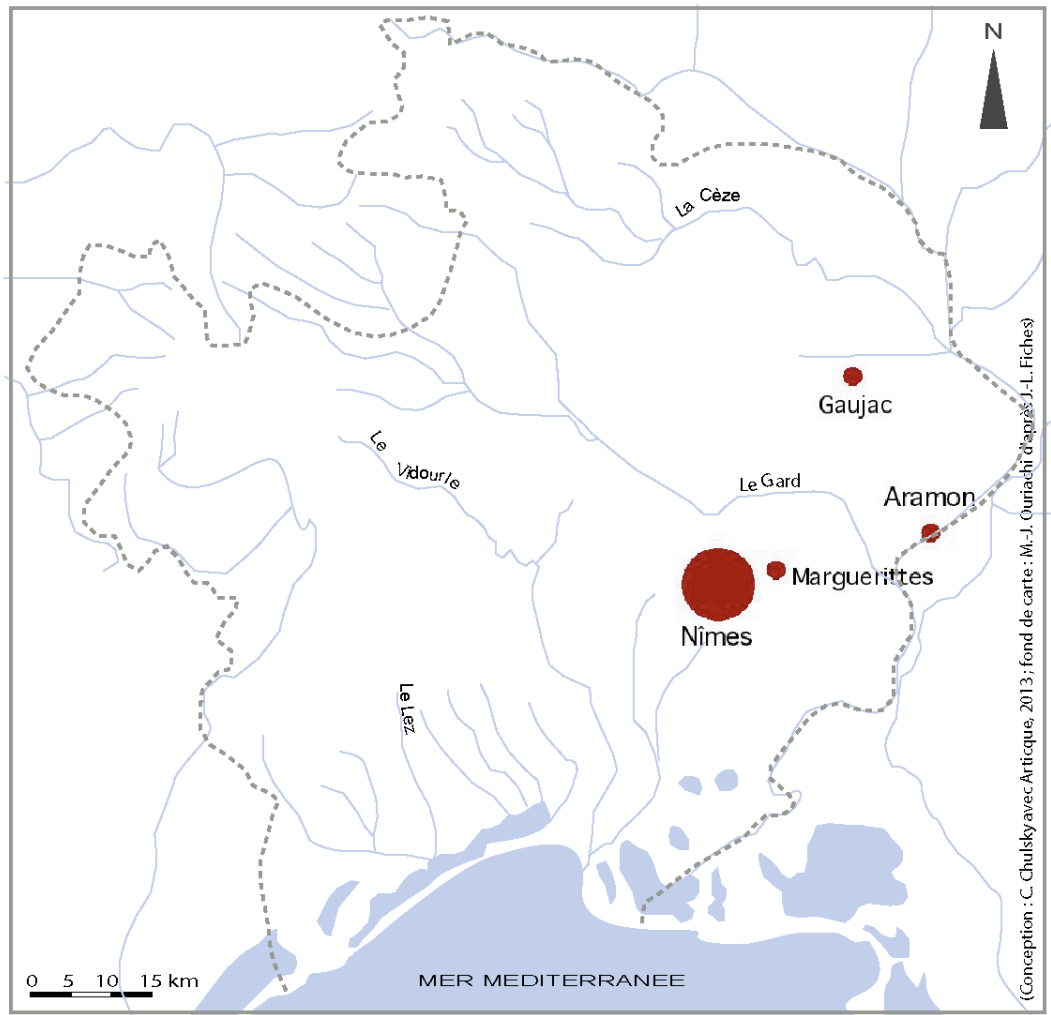 N
La Cèze
Gaujac
Le Vidourle
Le Gard
Aramon
Marguerittes
Nîmes
Le Lez
0 5 10 15 km
MER MEDITERRANEE
(Conception : C. Chulsky avec Articque, 2013 ; fond de carte : M.-J. Ouriachi d'après J.-L. Fiches)